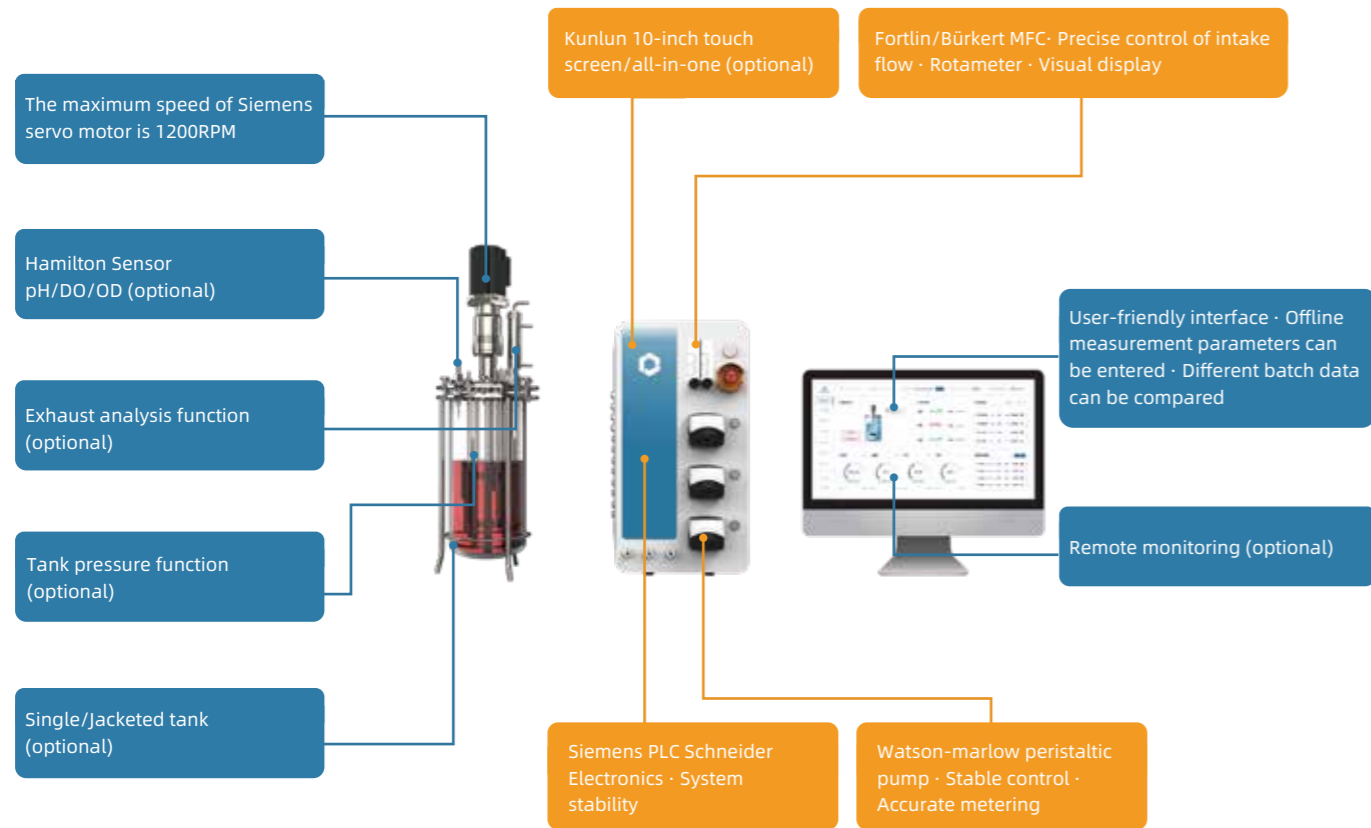 Kunlun 10-inch touch
screen/all-in-one (optional)
Fortlin/Bürkert MFC· Precise control of intake
flow · Rotameter · Visual display
The maximum speed of Siemens
servo motor is 1200RPM
Hamilton Sensor
pH/DO/OD (optional)
User-friendly interface · Offline
measurement parameters can
be entered · Different batch data
can be compared
Exhaust analysis function
(optional)
Remote monitoring (optional)
Tank pressure function
(optional)
Single/Jacketed tank
(optional)
Siemens PLC Schneider
Electronics · System
stability
Watson-marlow peristaltic
pump · Stable control ·
Accurate metering